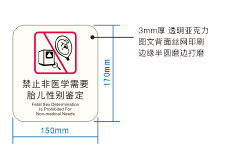 3mm厚 透明亚克力
图文背面丝网印刷
边缘半圆磨边打磨
禁止非医学需要
胎儿性别鉴定
Fetal Sex Determination
is Prohibited For
Non-medical Needs
170mm
150mm